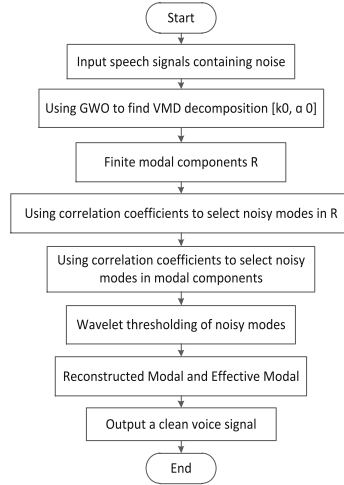 Start
Input speech signals containing noise
Using GWO to find VMD decomposition [k0, α 0]
Finite modal components R
Using correlation coefficients to select noisy modes in R
Using correlation coefficients to select noisy
modes in modal components
Wavelet thresholding of noisy modes
Reconstructed Modal and Effective Modal
Output a clean voice signal
End